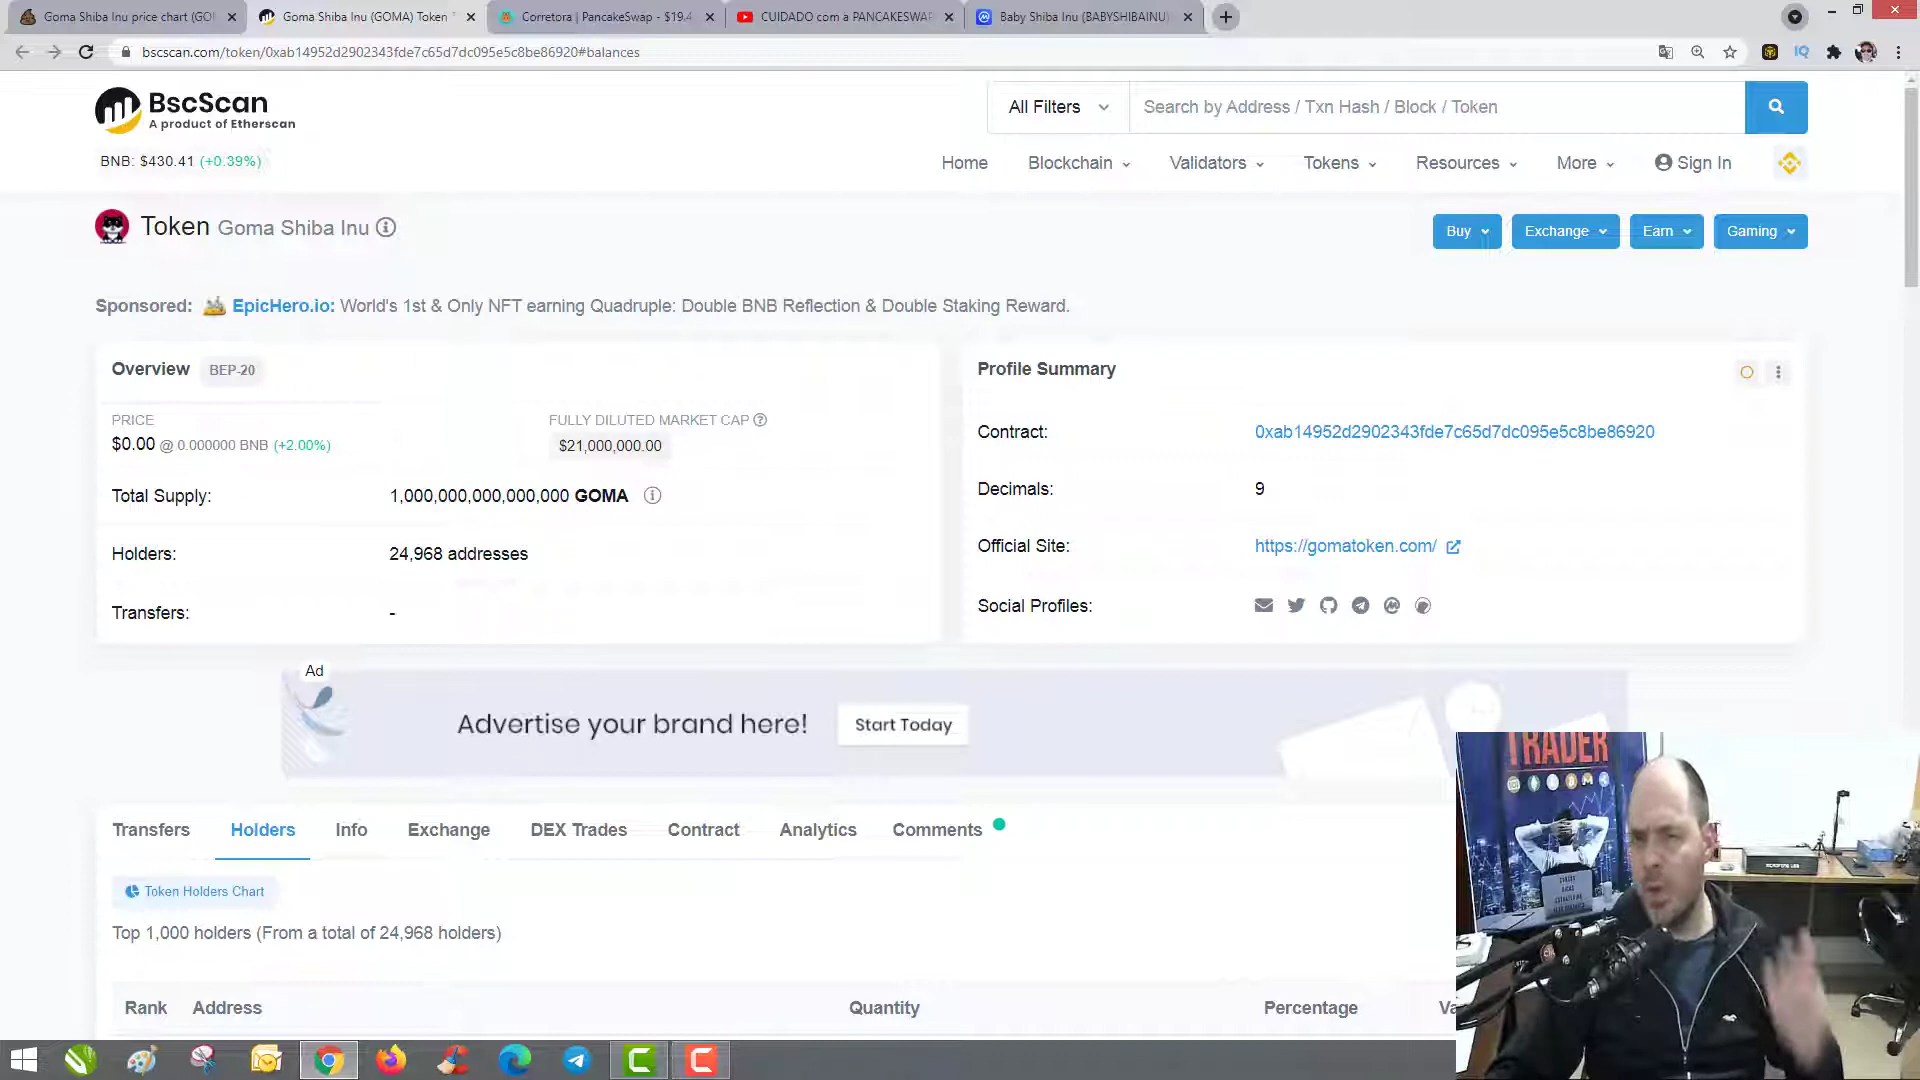 Goma Shiba Inu price chart (GO
Goma Shiba Inu (GOMA) Token
Corretora | PancakeSwap - $19.4
CUIDADO com a PANCAKESWAP
Baby Shiba Inu (BABYSHIBAINU)
bscscan.com/token/0xab14952d2902343fde7c65d7dc095e5c8be86920#balances
BscScan
A product of Etherscan
All Filters
Search by Address / Txn Hash / Block / Token
BNB: $430.41 (+0.39%)
Home
Blockchain
Validators
Tokens
Resources
More
Sign In
Token Goma Shiba Inu
Buy
Exchange
Earn
Gaming
Sponsored: EpicHero.io: World's 1st & Only NFT earning Quadruple: Double BNB Reflection & Double Staking Reward.
Overview BEP-20
PRICE
$0.00 @ 0.000000 BNB (+2.00%)
FULLY DILUTED MARKET CAP
$21,000,000.00
Total Supply: 1,000,000,000,000,000 GOMA
Holders: 24,968 addresses
Transfers: -
Profile Summary
Contract: 0xab14952d2902343fde7c65d7dc095e5c8be86920
Decimals: 9
Official Site: https://gomatoken.com/
Social Profiles:
Ad
Advertise your brand here!
Start Today
Transfers
Holders
Info
Exchange
DEX Trades
Contract
Analytics
Comments
Token Holders Chart
Top 1,000 holders (From a total of 24,968 holders)
Rank
Address
Quantity
Percentage
TRADER